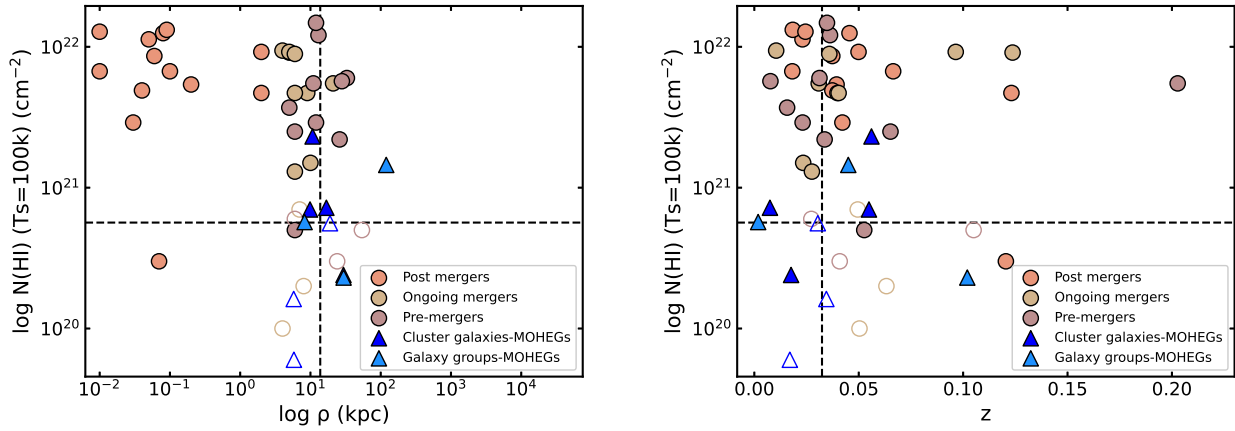 log N(HI) (Ts=100k) (cm⁻²)
10²²
10²¹
10²⁰
10⁻² 10⁻¹ 10⁰ 10¹ 10² 10³ 10⁴
log ρ (kpc)
Post mergers
Ongoing mergers
Pre-mergers
Cluster galaxies-MOHEGs
Galaxy groups-MOHEGs
log N(HI) (Ts=100k) (cm⁻²)
10²²
10²¹
10²⁰
0.00 0.05 0.10 0.15 0.20
z
Post mergers
Ongoing mergers
Pre-mergers
Cluster galaxies-MOHEGs
Galaxy groups-MOHEGs